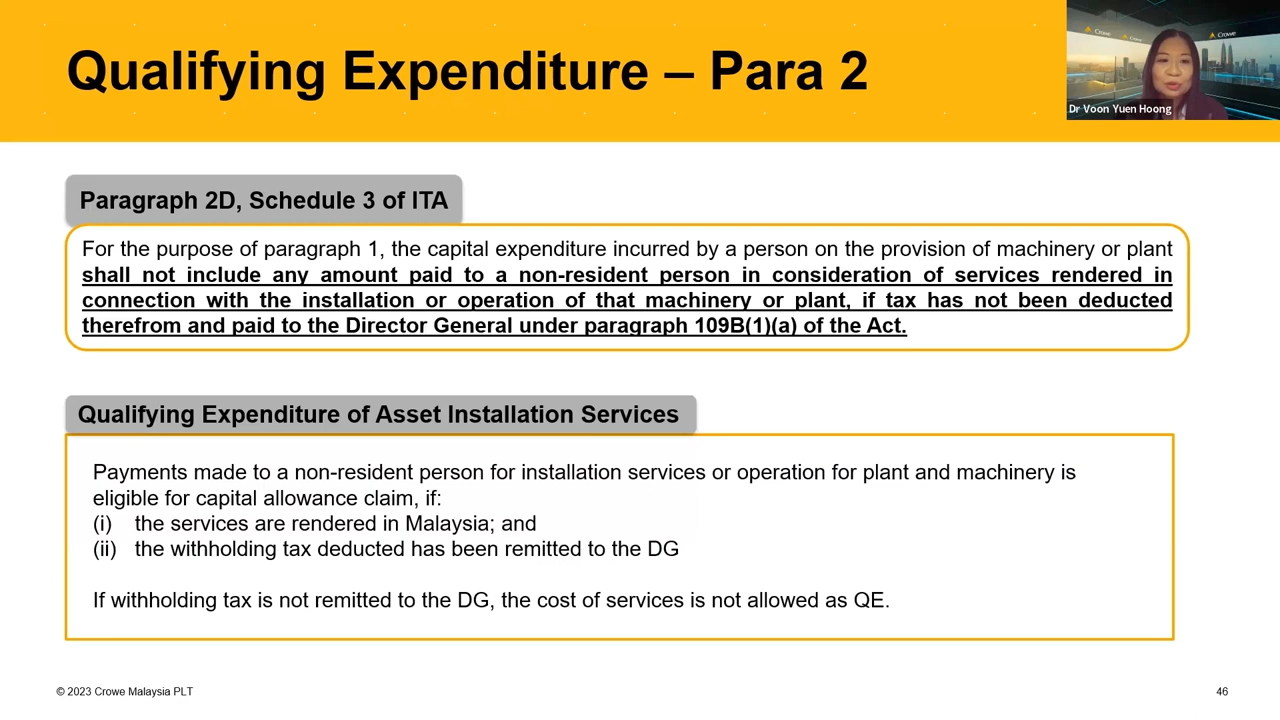 Qualifying Expenditure – Para 2
Crowe
Crowe
Crowe
Dr Voon Yuen Hoong
Paragraph 2D, Schedule 3 of ITA
For the purpose of paragraph 1, the capital expenditure incurred by a person on the provision of machinery or plant
shall not include any amount paid to a non-resident person in consideration of services rendered in
connection with the installation or operation of that machinery or plant, if tax has not been deducted
therefrom and paid to the Director General under paragraph 109B(1)(a) of the Act.
Qualifying Expenditure of Asset Installation Services
Payments made to a non-resident person for installation services or operation for plant and machinery is
eligible for capital allowance claim, if:
(i) the services are rendered in Malaysia; and
(ii) the withholding tax deducted has been remitted to the DG
If withholding tax is not remitted to the DG, the cost of services is not allowed as QE.
© 2023 Crowe Malaysia PLT
46